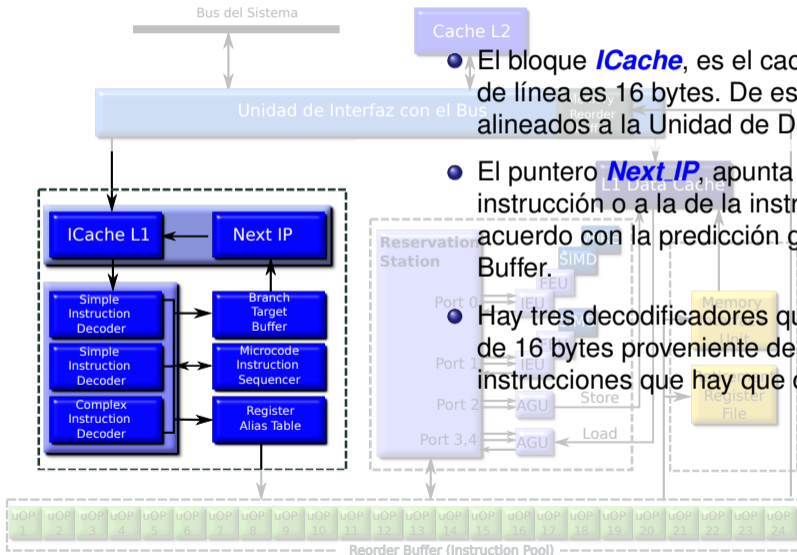 Bus del Sistema
Cache L2
Unidad de Interfaz con el Bus
Reorder
El bloque ICache, es el cac
de línea es 16 bytes. De es
alineados a la Unidad de D
El puntero Next_IP, apunta
instrucción o a la de la instr
acuerdo con la predicción g
Buffer.
Hay tres decodificadores qu
de 16 bytes proveniente de
instrucciones que hay que d
L1 Data Cache
ICache L1
Next IP
Simple
Instruction
Decoder
Branch
Target
Buffer
Simple
Instruction
Decoder
Microcode
Instruction
Sequencer
Complex
Instruction
Decoder
Register
Alias Table
Reservation
Station
SIMD
FEU
Port 0
IEU
Port 1
IEU
Port 2
AGU
Store
Port 3,4
AGU
Load
Memory
Unit
Register
File
uOP 1
uOP 2
uOP 3
uOP 4
uOP 5
uOP 6
uOP 7
uOP 8
uOP 9
uOP 10
uOP 11
uOP 12
uOP 13
uOP 14
uOP 15
uOP 16
uOP 17
uOP 18
uOP 19
uOP 20
uOP 21
uOP 22
uOP 23
uOP 24
Reorder Buffer (Instruction Pool)